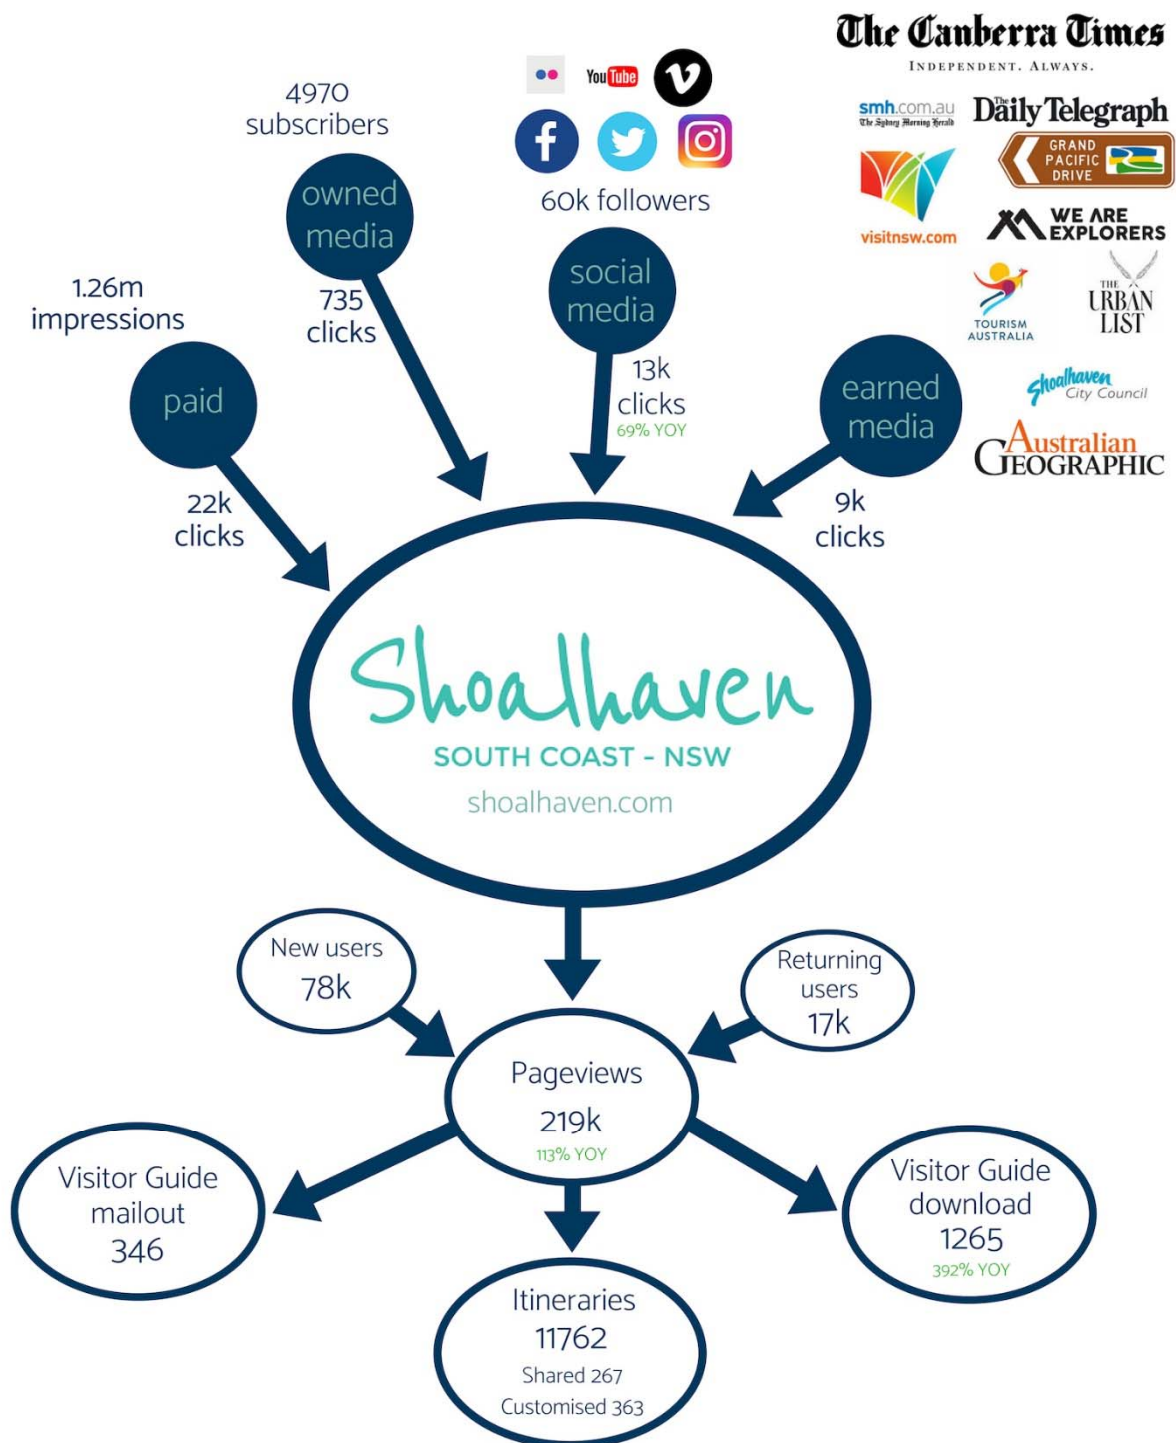 The Canberra Times
INDEPENDENT. ALWAYS.
smh.com.au
The Sydney Morning Herald
The Daily Telegraph
GRAND
PACIFIC
DRIVE
visitnsw.com
WE ARE
EXPLORERS
TOURISM
AUSTRALIA
THE
URBAN
LIST
Shoalhaven
City Council
Australian
GEOGRAPHIC
You Tube
60k followers
4970
subscribers
owned
media
735
clicks
social
media
13k
clicks
69% YOY
1.26m
impressions
paid
22k
clicks
earned
media
9k
clicks
Shoalhaven
SOUTH COAST - NSW
shoalhaven.com
New users
78k
Returning
users
17k
Pageviews
219k
113% YOY
Visitor Guide
mailout
346
Visitor Guide
download
1265
392% YOY
Itineraries
11762
Shared 267
Customised 363